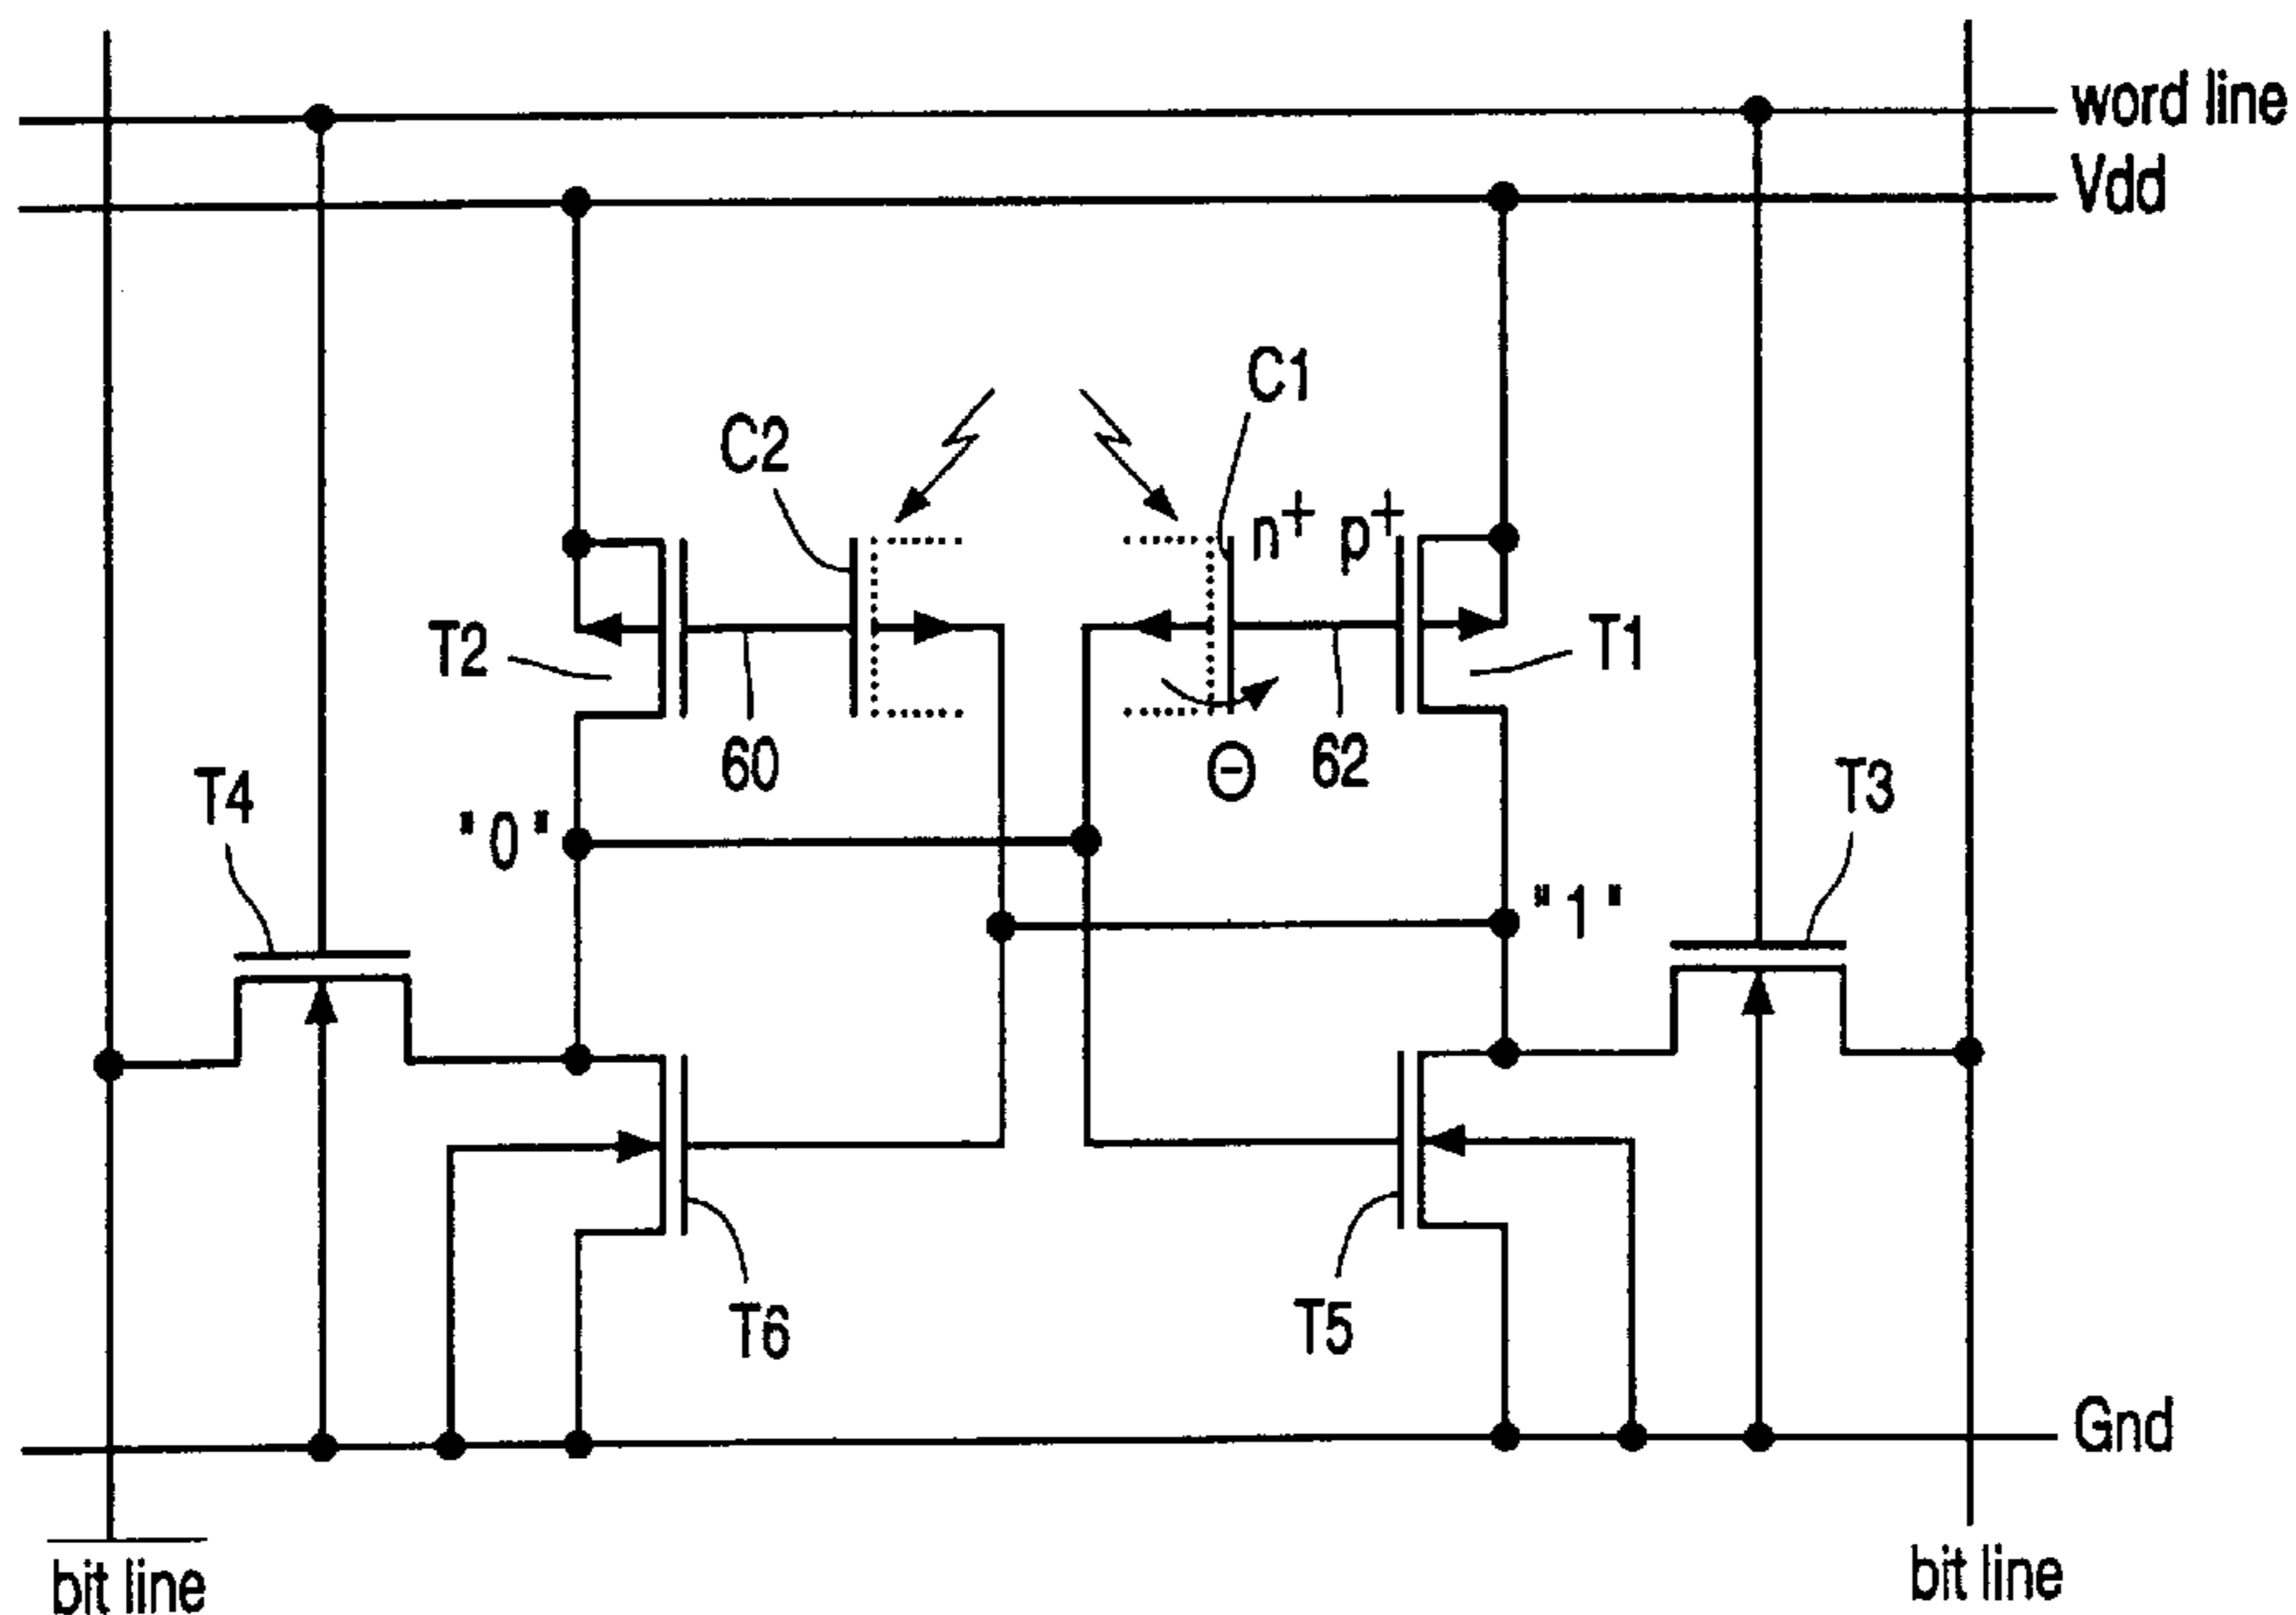 word line
Vdd
C1
C2
n+ p+
T2
T1
60
Θ
62
T4
"0"
T3
"1"
T6
T5
Gnd
bit line
bit line